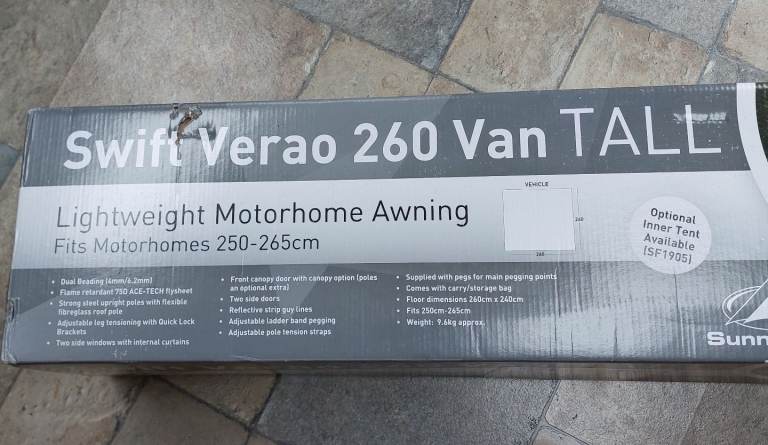 Swift Verao 260 Van TALL
Lightweight Motorhome Awning
Fits Motorhomes 250-265cm
VEHICLE
240
260
Optional
Inner Tent
Available
(SF1905)
• Dual Beading (4mm/6.2mm)
• Flame retardant 75D ACE-TECH flysheet
• Strong steel upright poles with flexible
fibreglass roof pole
• Adjustable leg tensioning with Quick Lock
Brackets
• Two side windows with internal curtains
• Front canopy door with canopy option (poles
an optional extra)
• Two side doors
• Reflective strip guy lines
• Adjustable ladder band pegging
• Adjustable pole tension straps
• Supplied with pegs for main pegging points
• Comes with carry/storage bag
• Floor dimensions 260cm x 240cm
• Fits 250cm-265cm
• Weight: 9.6kg approx.
Sunn